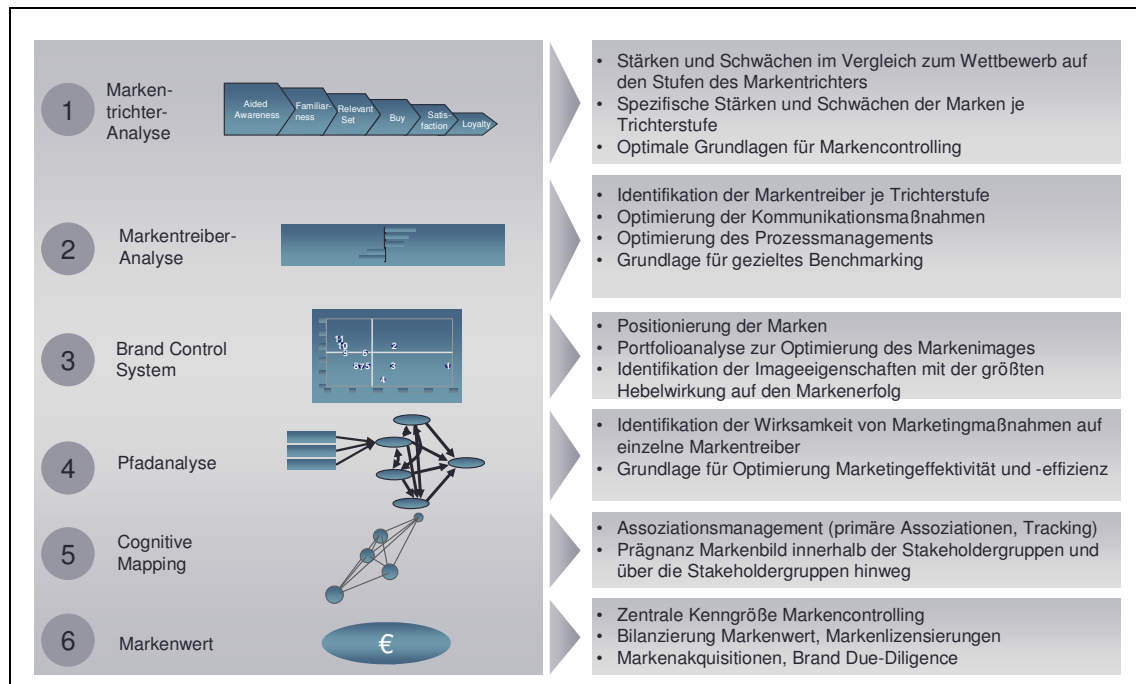 1
Marken-
trichter-
Analyse
Aided
Awareness
Familiar-
ness
Relevant
Set
Buy
Satis-
faction
Loyalty
• Stärken und Schwächen im Vergleich zum Wettbewerb auf
den Stufen des Markentrichters
• Spezifische Stärken und Schwächen der Marken je
Trichterstufe
• Optimale Grundlagen für Markencontrolling
2
Markentreiber-
Analyse
• Identifikation der Markentreiber je Trichterstufe
• Optimierung der Kommunikationsmaßnahmen
• Optimierung des Prozessmanagements
• Grundlage für gezieltes Benchmarking
3
Brand Control
System
11
10
2
3
4
• Positionierung der Marken
• Portfolioanalyse zur Optimierung des Markenimages
• Identifikation der Imageeigenschaften mit der größten
Hebelwirkung auf den Markenerfolg
4
Pfadanalyse
• Identifikation der Wirksamkeit von Marketingmaßnahmen auf
einzelne Markentreiber
• Grundlage für Optimierung Marketingeffektivität und -effizienz
5
Cognitive
Mapping
• Assoziationsmanagement (primäre Assoziationen, Tracking)
• Prägnanz Markenbild innerhalb der Stakeholdergruppen und
über die Stakeholdergruppen hinweg
6
Markenwert
€
• Zentrale Kenngröße Markencontrolling
• Bilanzierung Markenwert, Markenlizensierungen
• Markenakquisitionen, Brand Due-Diligence